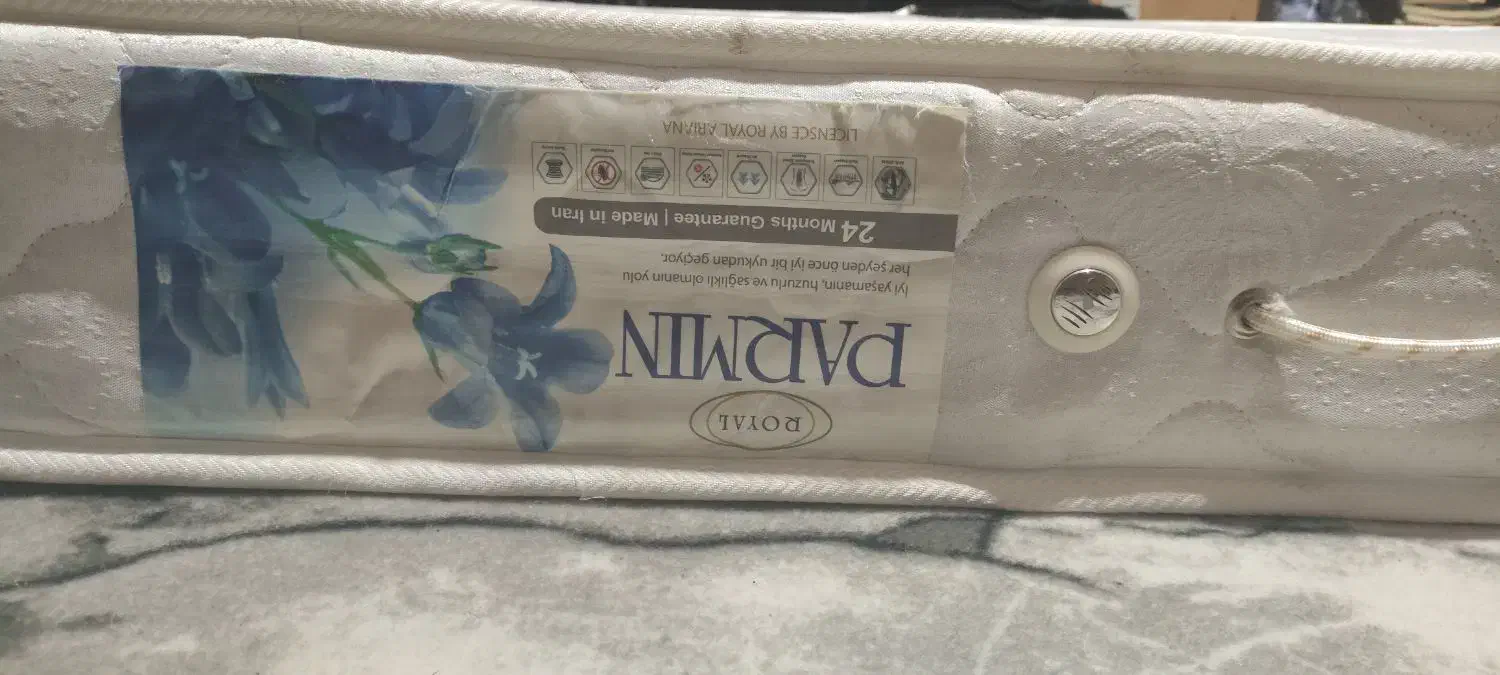 ROYAL
PARMIN
İyi yaşamanın, huzurlu ve sağlıklı olmanın yolu
her şeyden önce iyi bir uykudan geçiyor.
24 Months Guarantee | Made in Iran
LICENSCE BY ROYAL ARIANA